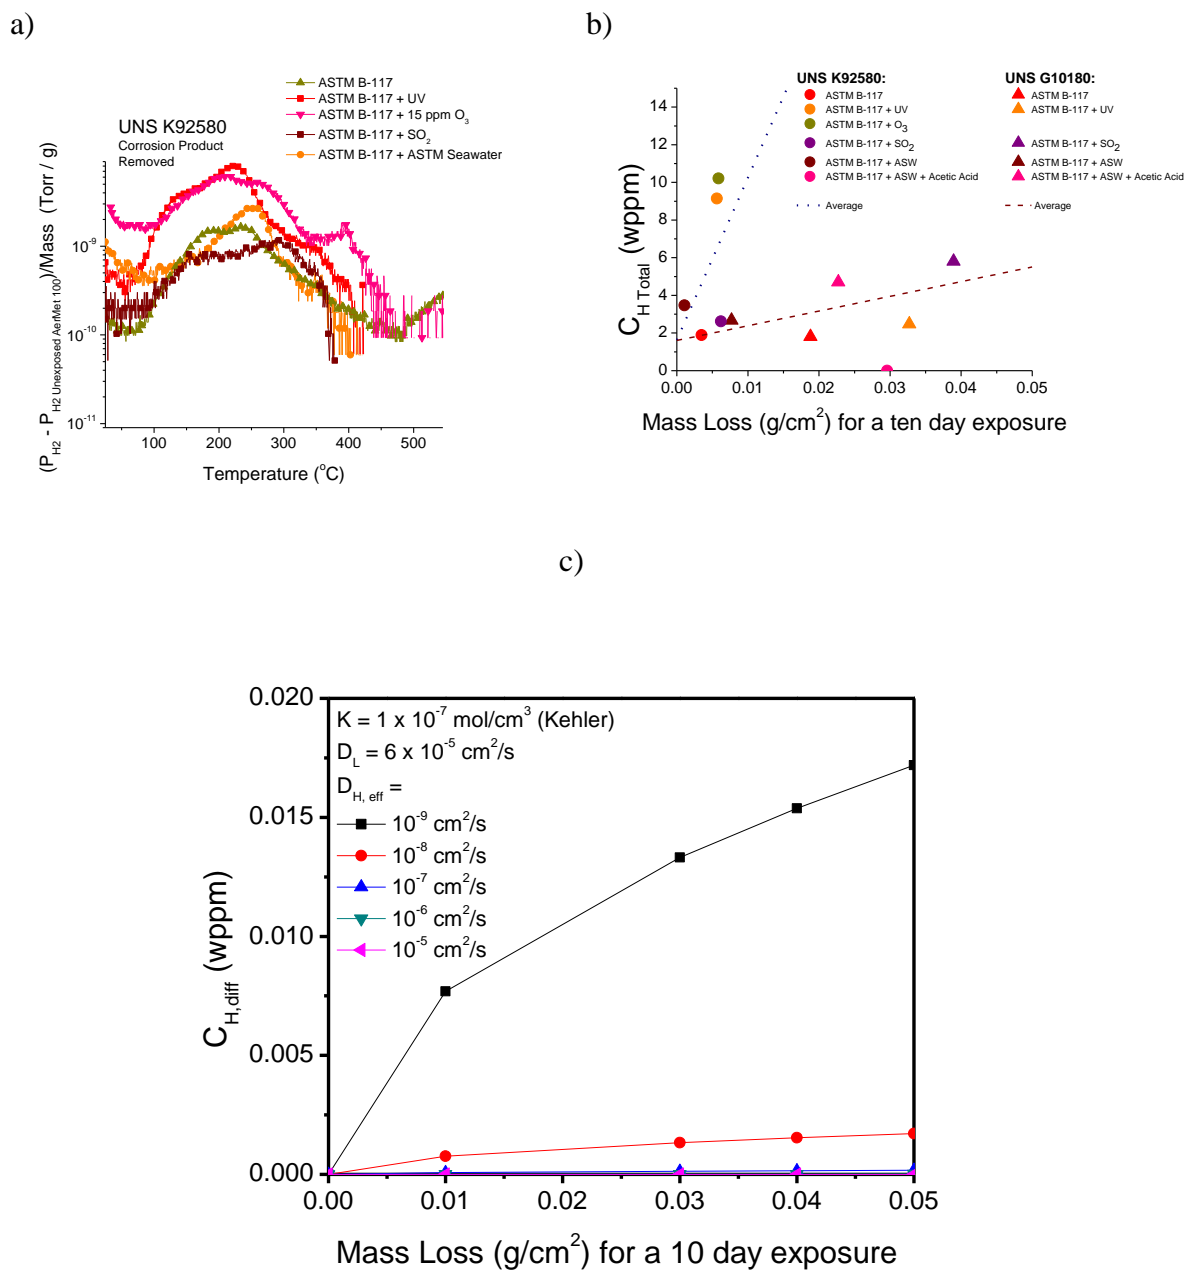 a)
UNS K92580
Corrosion Product
Removed
ASTM B-117
ASTM B-117 + UV
ASTM B-117 + 15 ppm O3
ASTM B-117 + SO2
ASTM B-117 + ASTM Seawater
(PH2 - PH2 Unexposed AerMet 100)/Mass (Torr / g)
10-9
10-10
10-11
100 200 300 400 500
Temperature (oC)
b)
UNS K92580:
ASTM B-117
ASTM B-117 + UV
ASTM B-117 + O3
ASTM B-117 + SO2
ASTM B-117 + ASW
ASTM B-117 + ASW + Acetic Acid
Average
UNS G10180:
ASTM B-117
ASTM B-117 + UV
ASTM B-117 + SO2
ASTM B-117 + ASW
ASTM B-117 + ASW + Acetic Acid
Average
CH Total (wppm)
14
12
10
8
6
4
2
0
0.00 0.01 0.02 0.03 0.04 0.05
Mass Loss (g/cm2) for a ten day exposure
c)
K = 1 x 10-7 mol/cm3 (Kehler)
DL = 6 x 10-5 cm2/s
DH, eff =
10-9 cm2/s
10-8 cm2/s
10-7 cm2/s
10-6 cm2/s
10-5 cm2/s
CH,diff (wppm)
0.020
0.015
0.010
0.005
0.000
0.00 0.01 0.02 0.03 0.04 0.05
Mass Loss (g/cm2) for a 10 day exposure